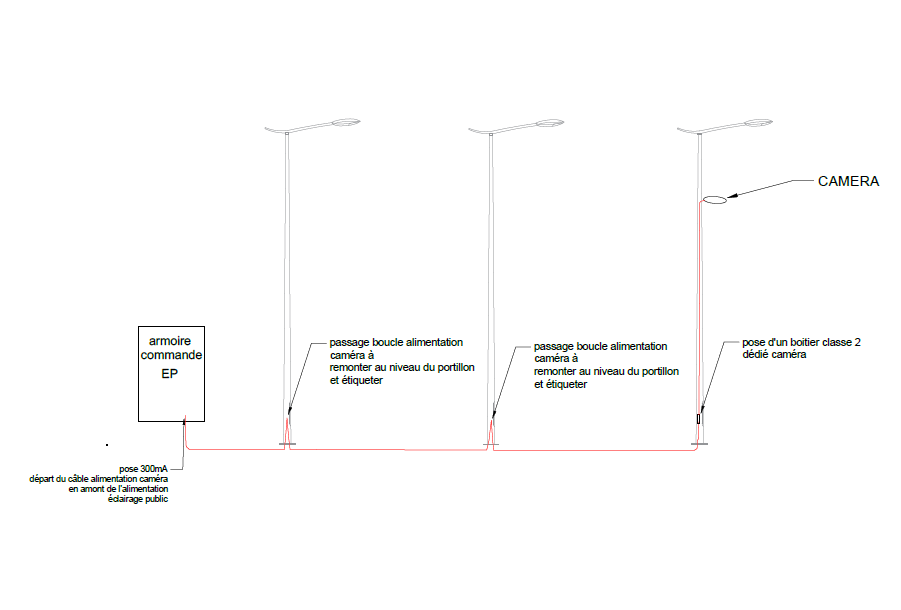 CAMERA
armoire
commande
EP
passage boucle alimentation
caméra à
remonter au niveau du portillon
et étiqueter
passage boucle alimentation
caméra à
remonter au niveau du portillon
et étiqueter
pose d'un boitier classe 2
dédié caméra
pose 300mA
départ du câble alimentation caméra
en amont de l'alimentation
éclairage public